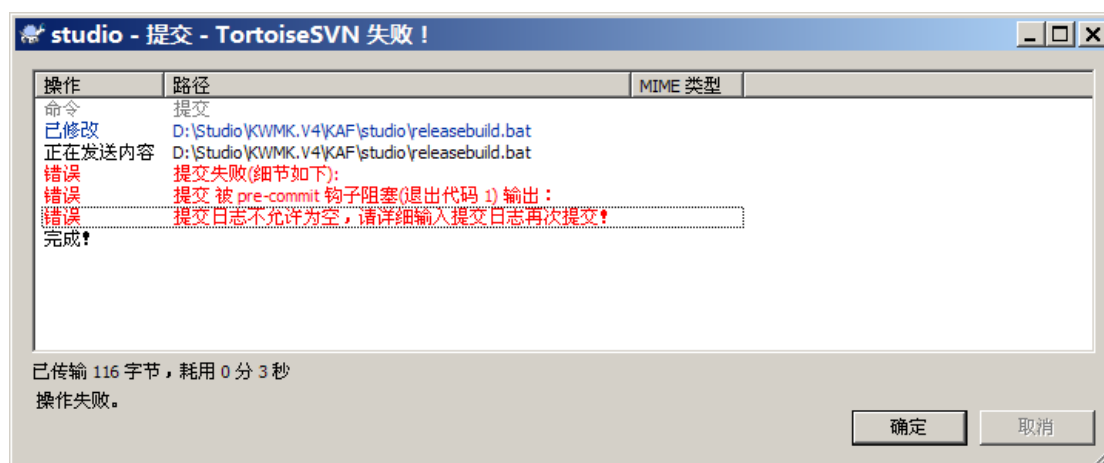 studio - 提交 - TortoiseSVN 失败！
操作 路径 MIME 类型
命令 提交
已修改 D:\Studio\KWMK.V4\KAF\studio\releasebuild.bat
正在发送内容 D:\Studio\KWMK.V4\KAF\studio\releasebuild.bat
错误 提交失败(细节如下):
错误 提交 被 pre-commit 钩子阻塞(退出代码 1) 输出：
错误 提交日志不允许为空，请详细输入提交日志再次提交！
完成！
已传输 116 字节，耗用 0 分 3 秒
操作失败。
确定 取消